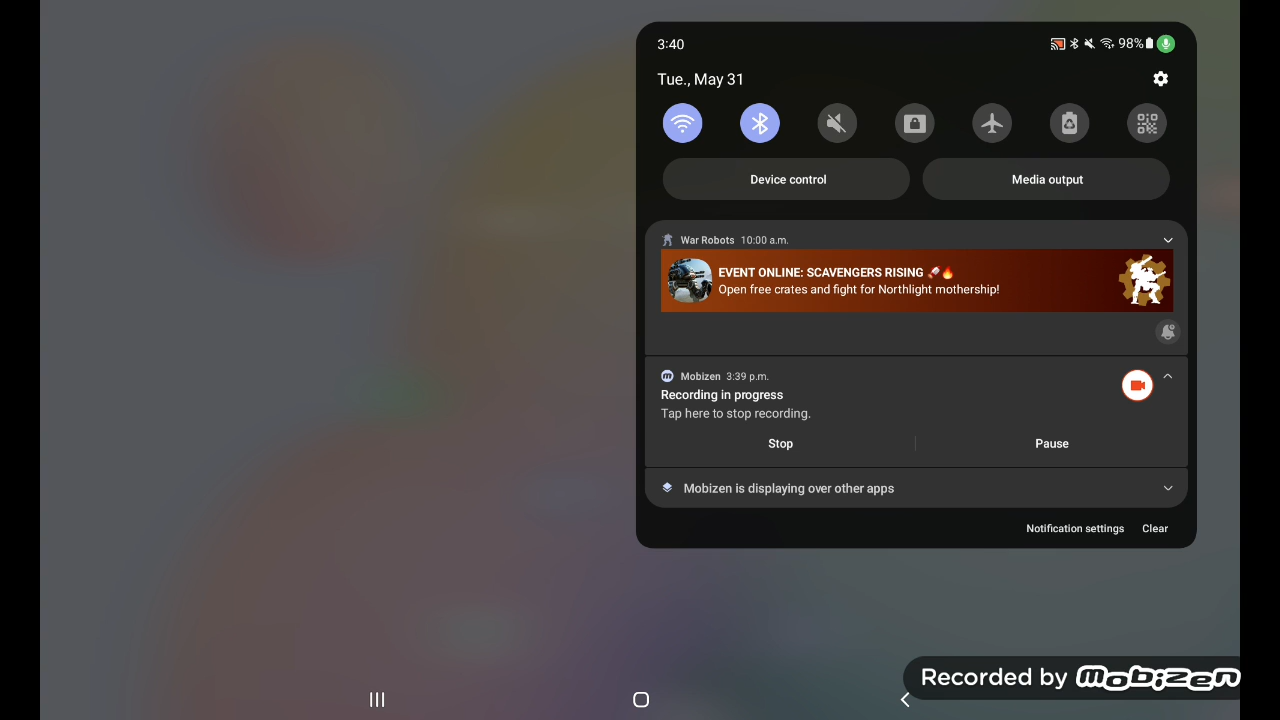 3:40
98%
Tue., May 31
Device control
Media output
War Robots 10:00 a.m.
EVENT ONLINE: SCAVENGERS RISING 🚀🔥
Open free crates and fight for Northlight mothership!
m Mobizen 3:39 p.m.
Recording in progress
Tap here to stop recording.
Stop
Pause
Mobizen is displaying over other apps
Notification settings
Clear
Recorded by mobizen